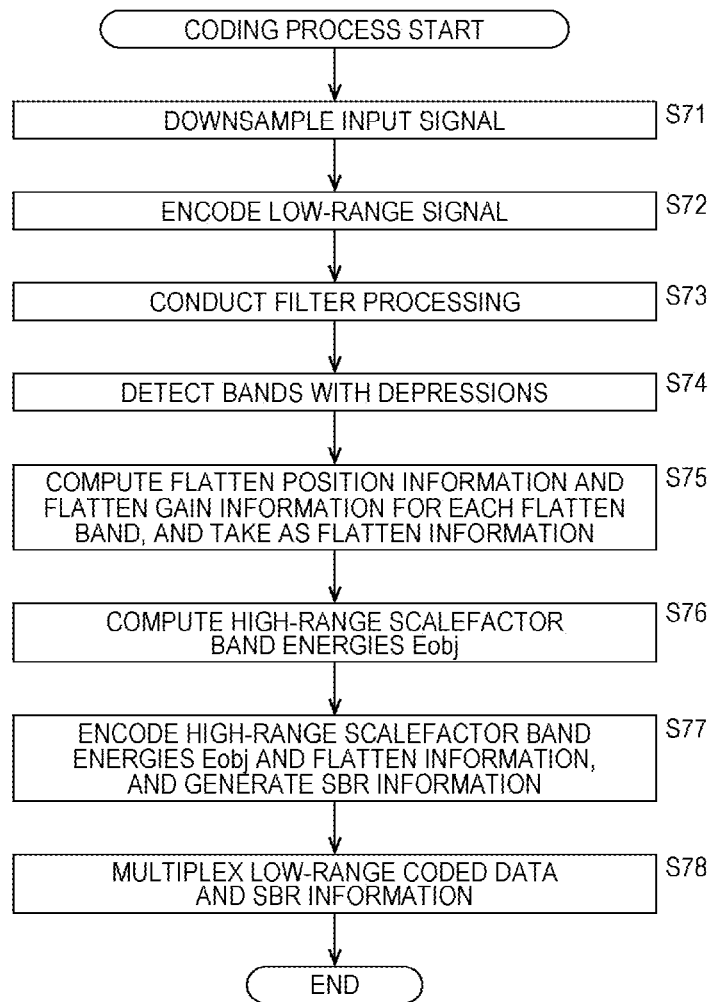 CODING PROCESS START
S71
DOWNSAMPLE INPUT SIGNAL
S72
ENCODE LOW-RANGE SIGNAL
S73
CONDUCT FILTER PROCESSING
S74
DETECT BANDS WITH DEPRESSIONS
S75
COMPUTE FLATTEN POSITION INFORMATION AND
FLATTEN GAIN INFORMATION FOR EACH FLATTEN
BAND, AND TAKE AS FLATTEN INFORMATION
S76
COMPUTE HIGH-RANGE SCALEFACTOR
BAND ENERGIES Eobj
S77
ENCODE HIGH-RANGE SCALEFACTOR BAND
ENERGIES Eobj AND FLATTEN INFORMATION,
AND GENERATE SBR INFORMATION
S78
MULTIPLEX LOW-RANGE CODED DATA
AND SBR INFORMATION
END